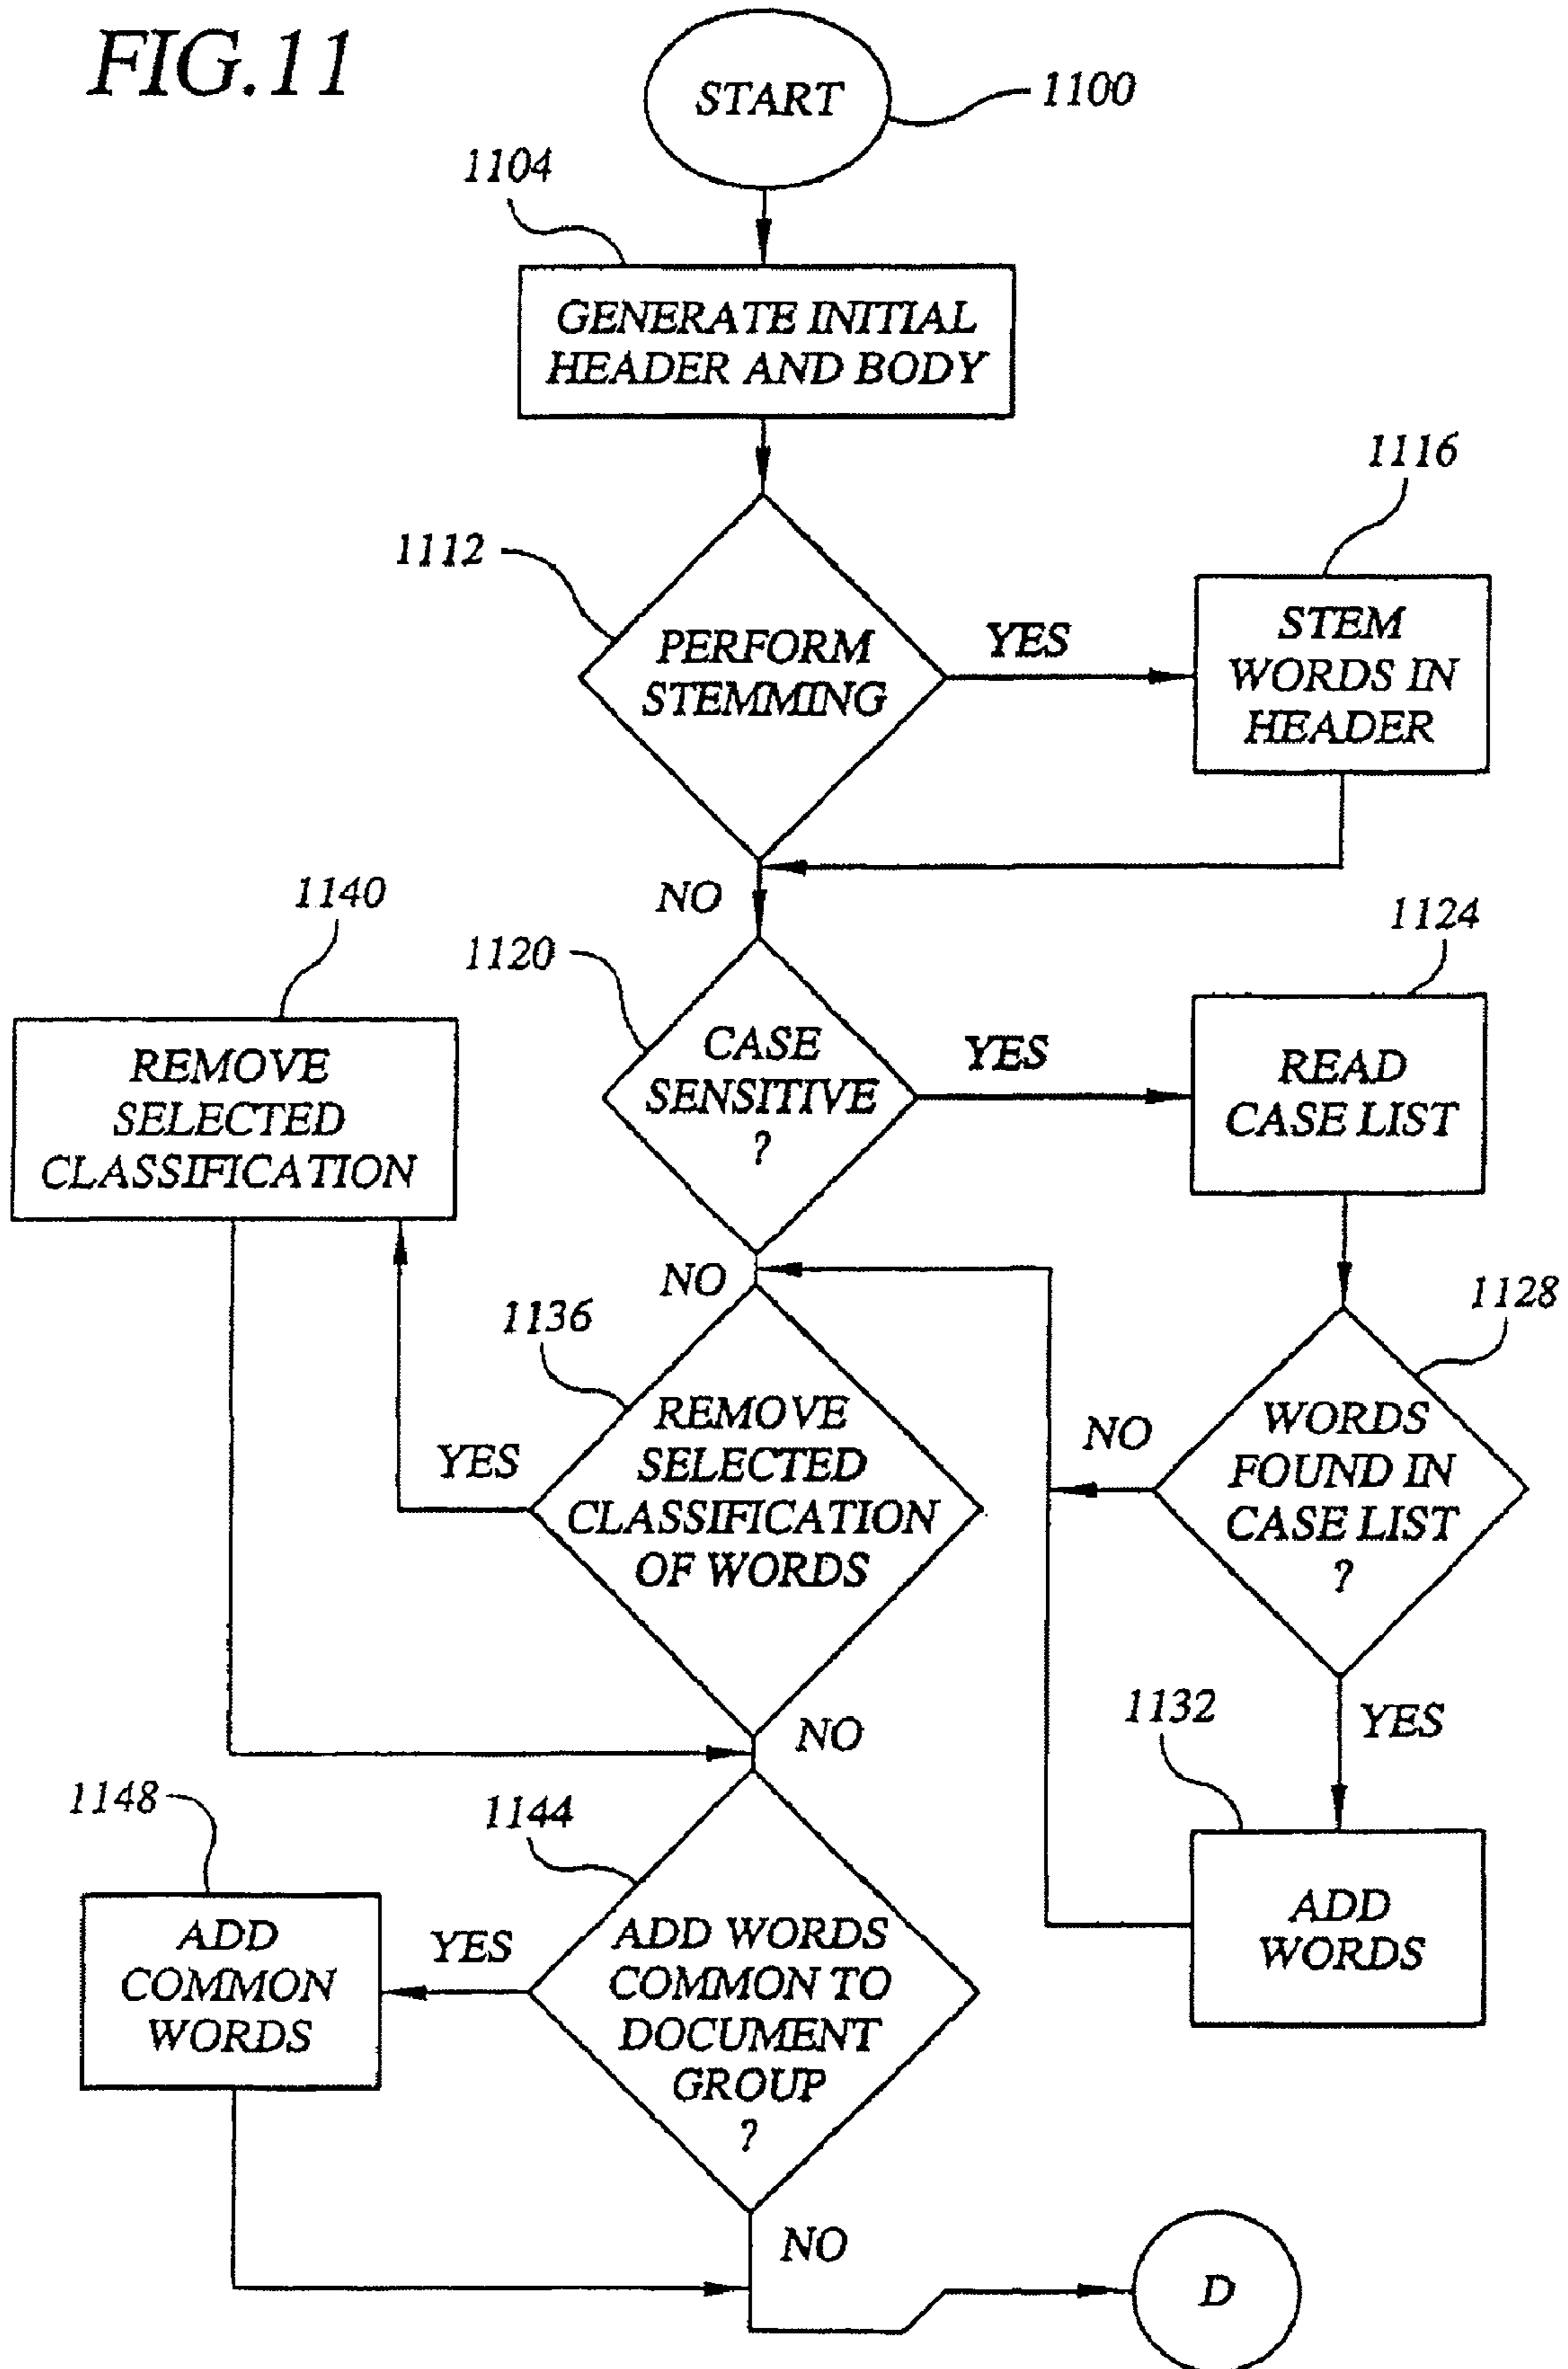 FIG.11
START
1100
1104
GENERATE INITIAL
HEADER AND BODY
1112
PERFORM
STEMMING
YES
1116
STEM
WORDS IN
HEADER
NO
1120
CASE
SENSITIVE
?
YES
1124
READ
CASE LIST
1140
REMOVE
SELECTED
CLASSIFICATION
NO
1128
WORDS
FOUND IN
CASE LIST
?
NO
1136
REMOVE
SELECTED
CLASSIFICATION
OF WORDS
YES
NO
YES
1132
ADD
WORDS
1148
ADD
COMMON
WORDS
1144
YES
ADD WORDS
COMMON TO
DOCUMENT
GROUP
?
NO
D